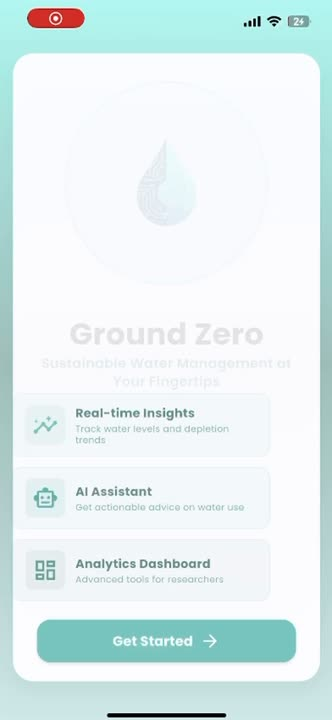 24
Ground Zero
Sustainable Water Management at
Your Fingertips
Real-time Insights
Track water levels and depletion
trends
AI Assistant
Get actionable advice on water use
Analytics Dashboard
Advanced tools for researchers
Get Started